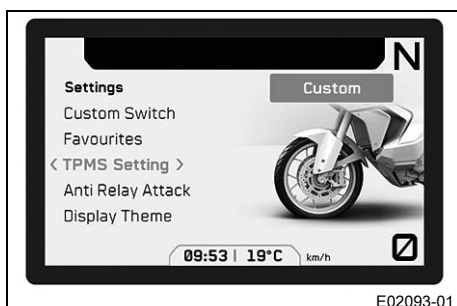 N
Settings
Custom
Custom Switch
Favourites
< TPMS Setting >
Anti Relay Attack
Display Theme
09:53 | 19°C km/h
0
E02093-01